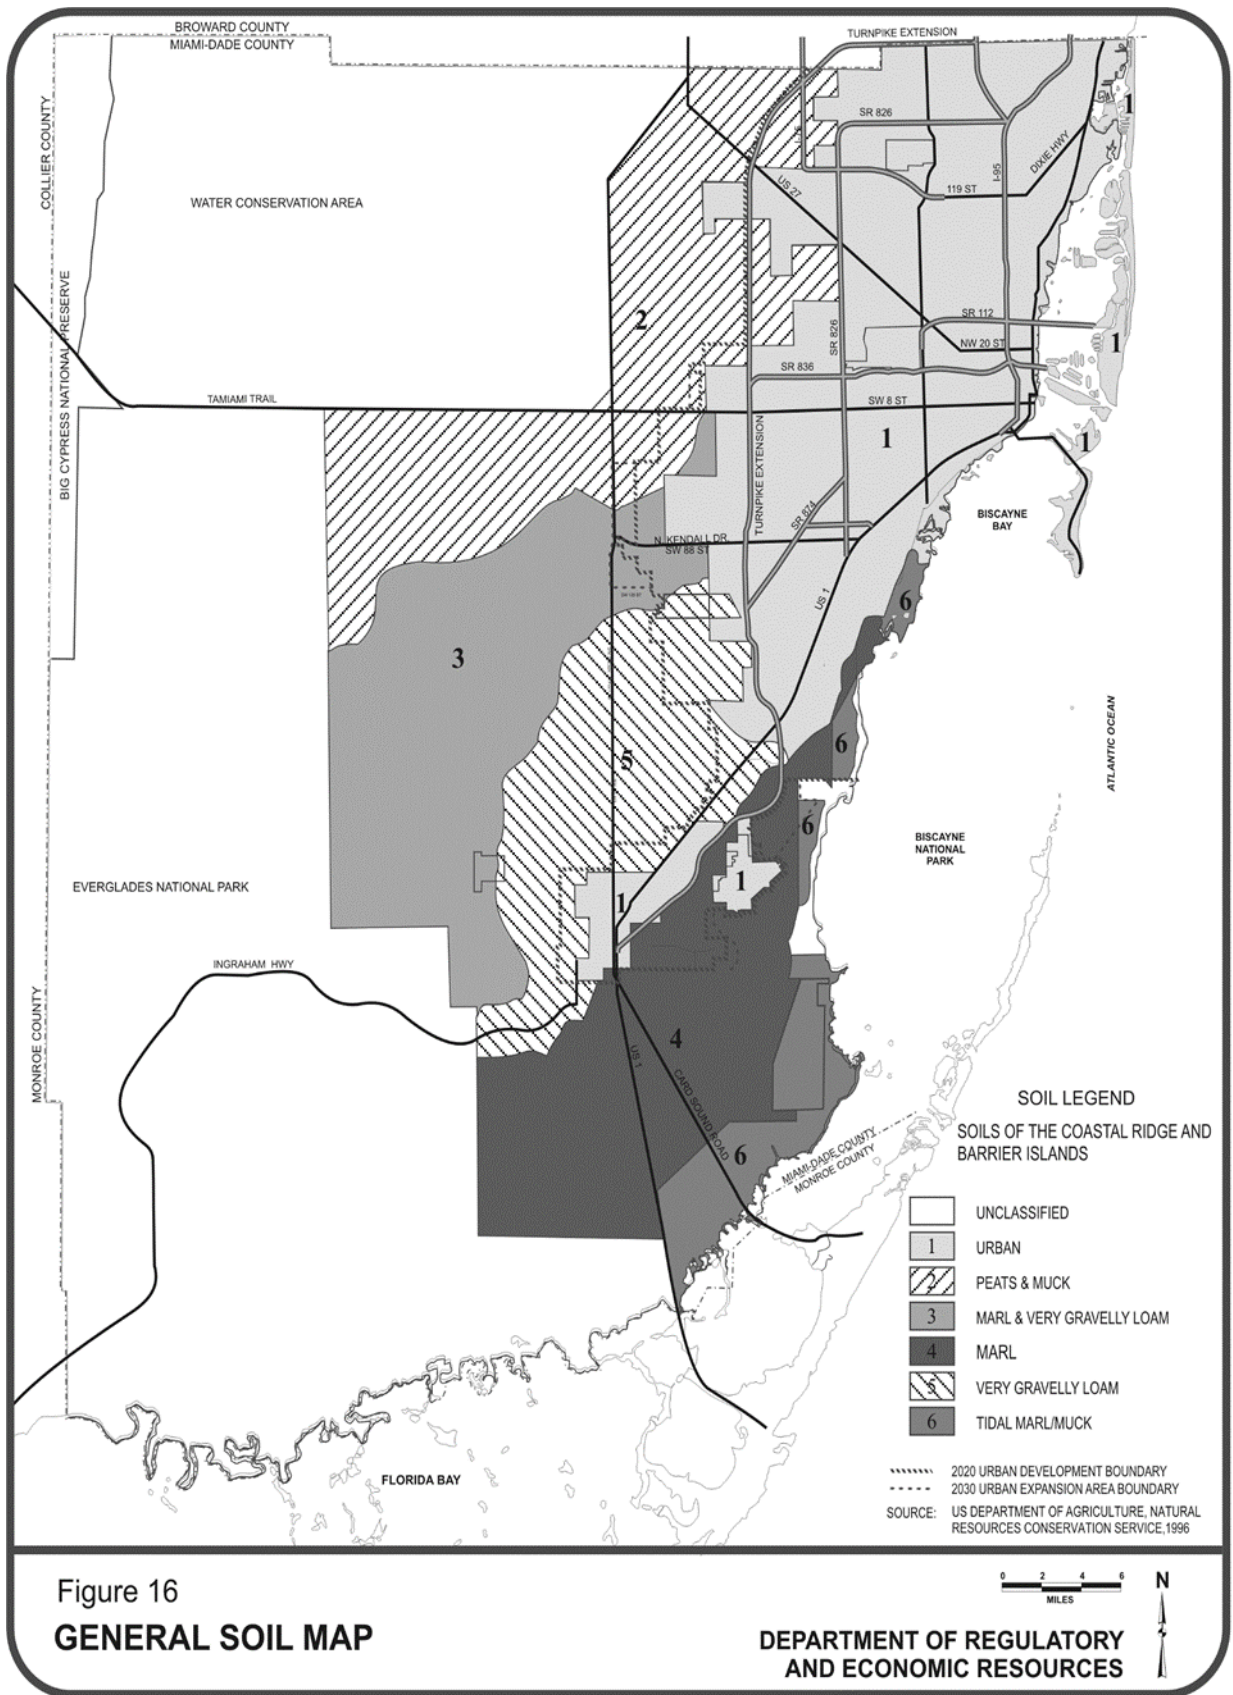 BROWARD COUNTY
MIAMI-DADE COUNTY
TURNPIKE EXTENSION
COLLIER COUNTY
SR 826
1
DIXIE HWY
I-95
US 27
119 ST
WATER CONSERVATION AREA
BIG CYPRESS NATIONAL PRESERVE
2
SR 826
SR 112
NW 20 ST
1
SR 836
TAMIAMI TRAIL
SW 8 ST
1
1
TURNPIKE EXTENSION
SR 874
BISCAYNE
BAY
N. KENDALL DR.
SW 88 ST
US 1
6
3
ATLANTIC OCEAN
6
5
6
BISCAYNE
NATIONAL
PARK
EVERGLADES NATIONAL PARK
1
1
INGRAHAM HWY
MONROE COUNTY
4
US 1
CARD SOUND ROAD
6
MIAMI-DADE COUNTY
MONROE COUNTY
SOIL LEGEND
SOILS OF THE COASTAL RIDGE AND
BARRIER ISLANDS
UNCLASSIFIED
1 URBAN
2 PEATS & MUCK
3 MARL & VERY GRAVELLY LOAM
4 MARL
5 VERY GRAVELLY LOAM
6 TIDAL MARL/MUCK
FLORIDA BAY
2020 URBAN DEVELOPMENT BOUNDARY
2030 URBAN EXPANSION AREA BOUNDARY
SOURCE: US DEPARTMENT OF AGRICULTURE, NATURAL
RESOURCES CONSERVATION SERVICE,1996
Figure 16
GENERAL SOIL MAP
0 2 4 6
MILES
N
DEPARTMENT OF REGULATORY
AND ECONOMIC RESOURCES